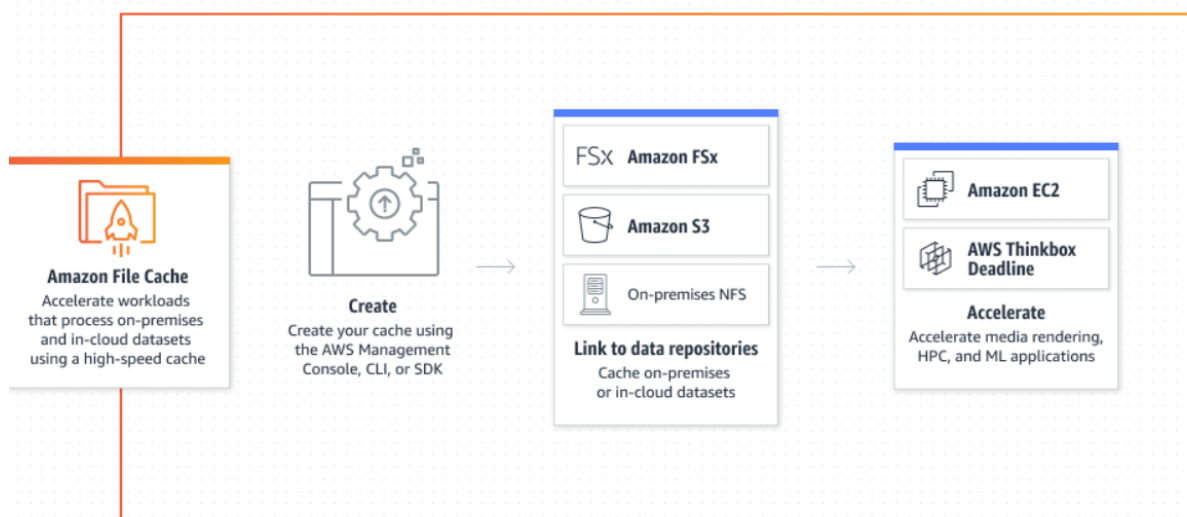 Amazon File Cache
Accelerate workloads
that process on-premises
and in-cloud datasets
using a high-speed cache
Create
Create your cache using
the AWS Management
Console, CLI, or SDK
FSx Amazon FSx
Amazon S3
On-premises NFS
Link to data repositories
Cache on-premises
or in-cloud datasets
Amazon EC2
AWS Thinkbox
Deadline
Accelerate
Accelerate media rendering,
HPC, and ML applications